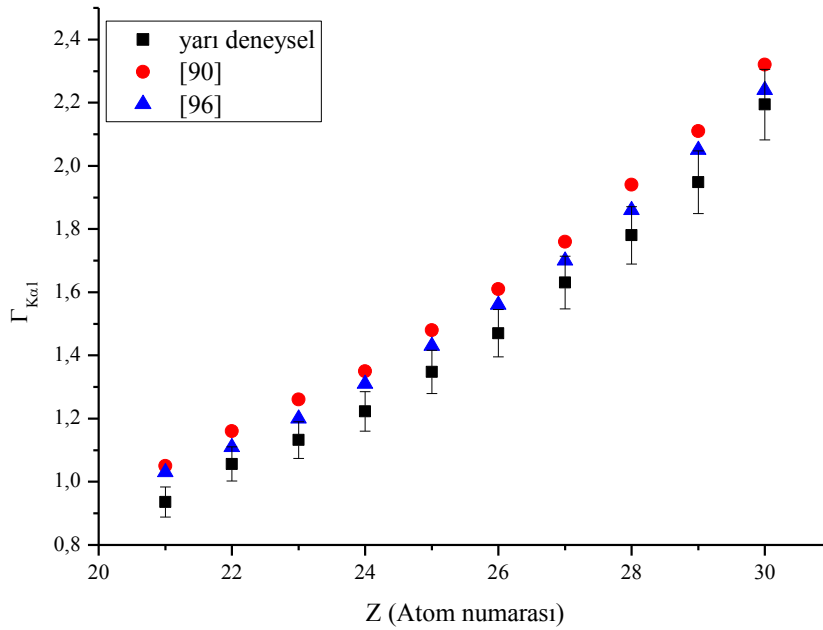 2,4
2,2
2,0
1,8
1,6
1,4
1,2
1,0
0,8
ΓKα1
yarı deneysel
[90]
[96]
20 22 24 26 28 30
Z (Atom numarası)